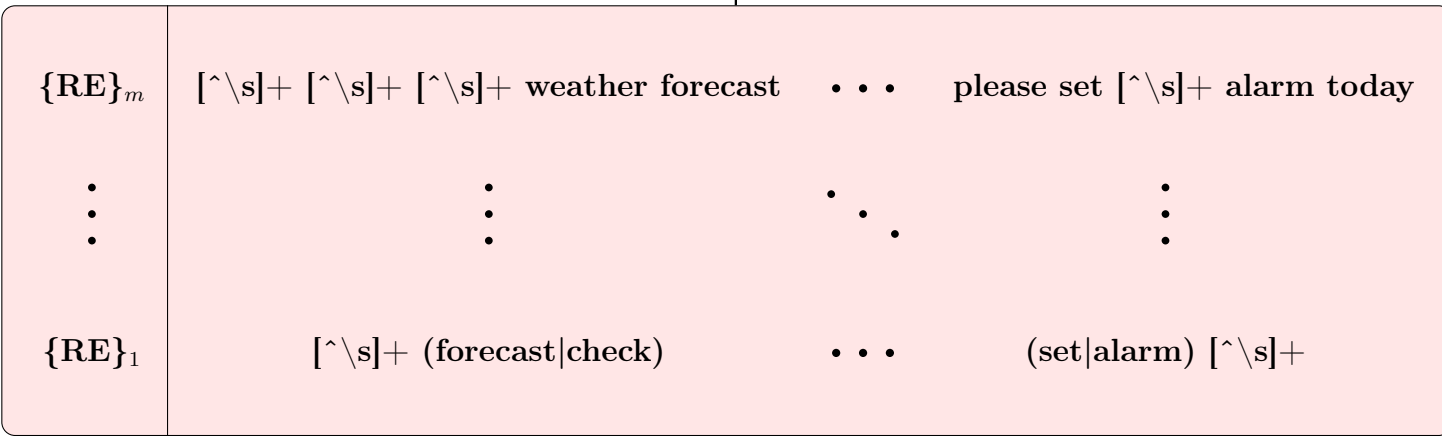 {RE}ₘ [^\s]+ [^\s]+ [^\s]+ weather forecast · · · please set [^\s]+ alarm today
{RE}₁ [^\s]+ (forecast|check) · · · (set|alarm) [^\s]+